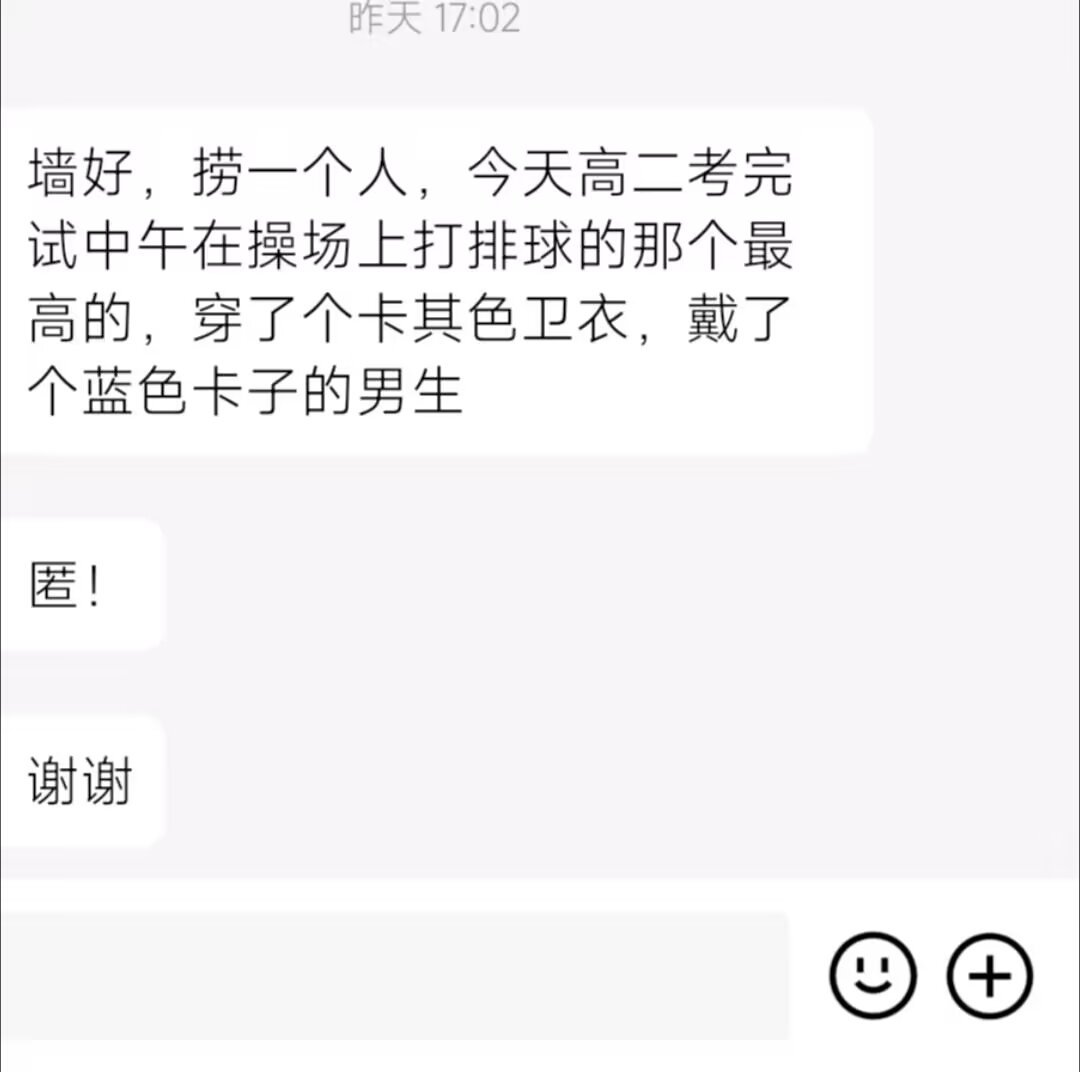 昨天 17:02
墙好，捞一个人，今天高二考完
试中午在操场上打排球的那个最
高的，穿了个卡其色卫衣，戴了
个蓝色卡子的男生
匿！
谢谢